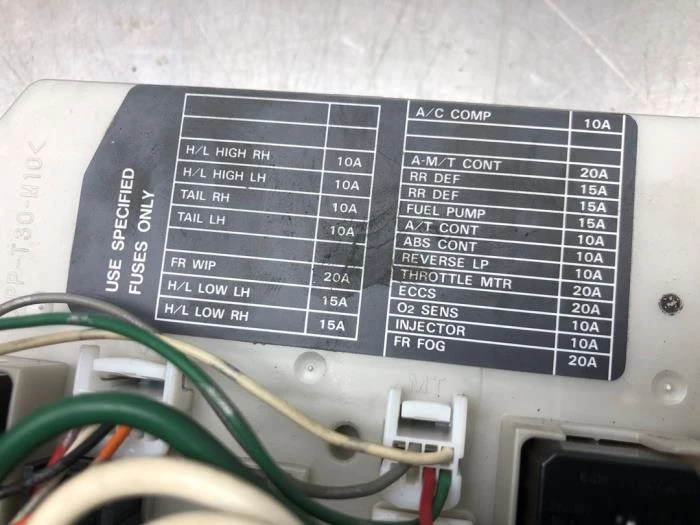 USE SPECIFIED
FUSES ONLY
H/L HIGH RH 10A
H/L HIGH LH 10A
TAIL RH 10A
TAIL LH 10A
FR WIP 20A
H/L LOW LH 15A
H/L LOW RH 15A
A/C COMP 10A
A-M/T CONT 20A
RR DEF 15A
RR DEF 15A
FUEL PUMP 15A
A/T CONT 10A
ABS CONT 10A
REVERSE LP 10A
THROTTLE MTR 20A
ECCS 20A
O2 SENS 10A
INJECTOR 10A
FR FOG 20A
MT